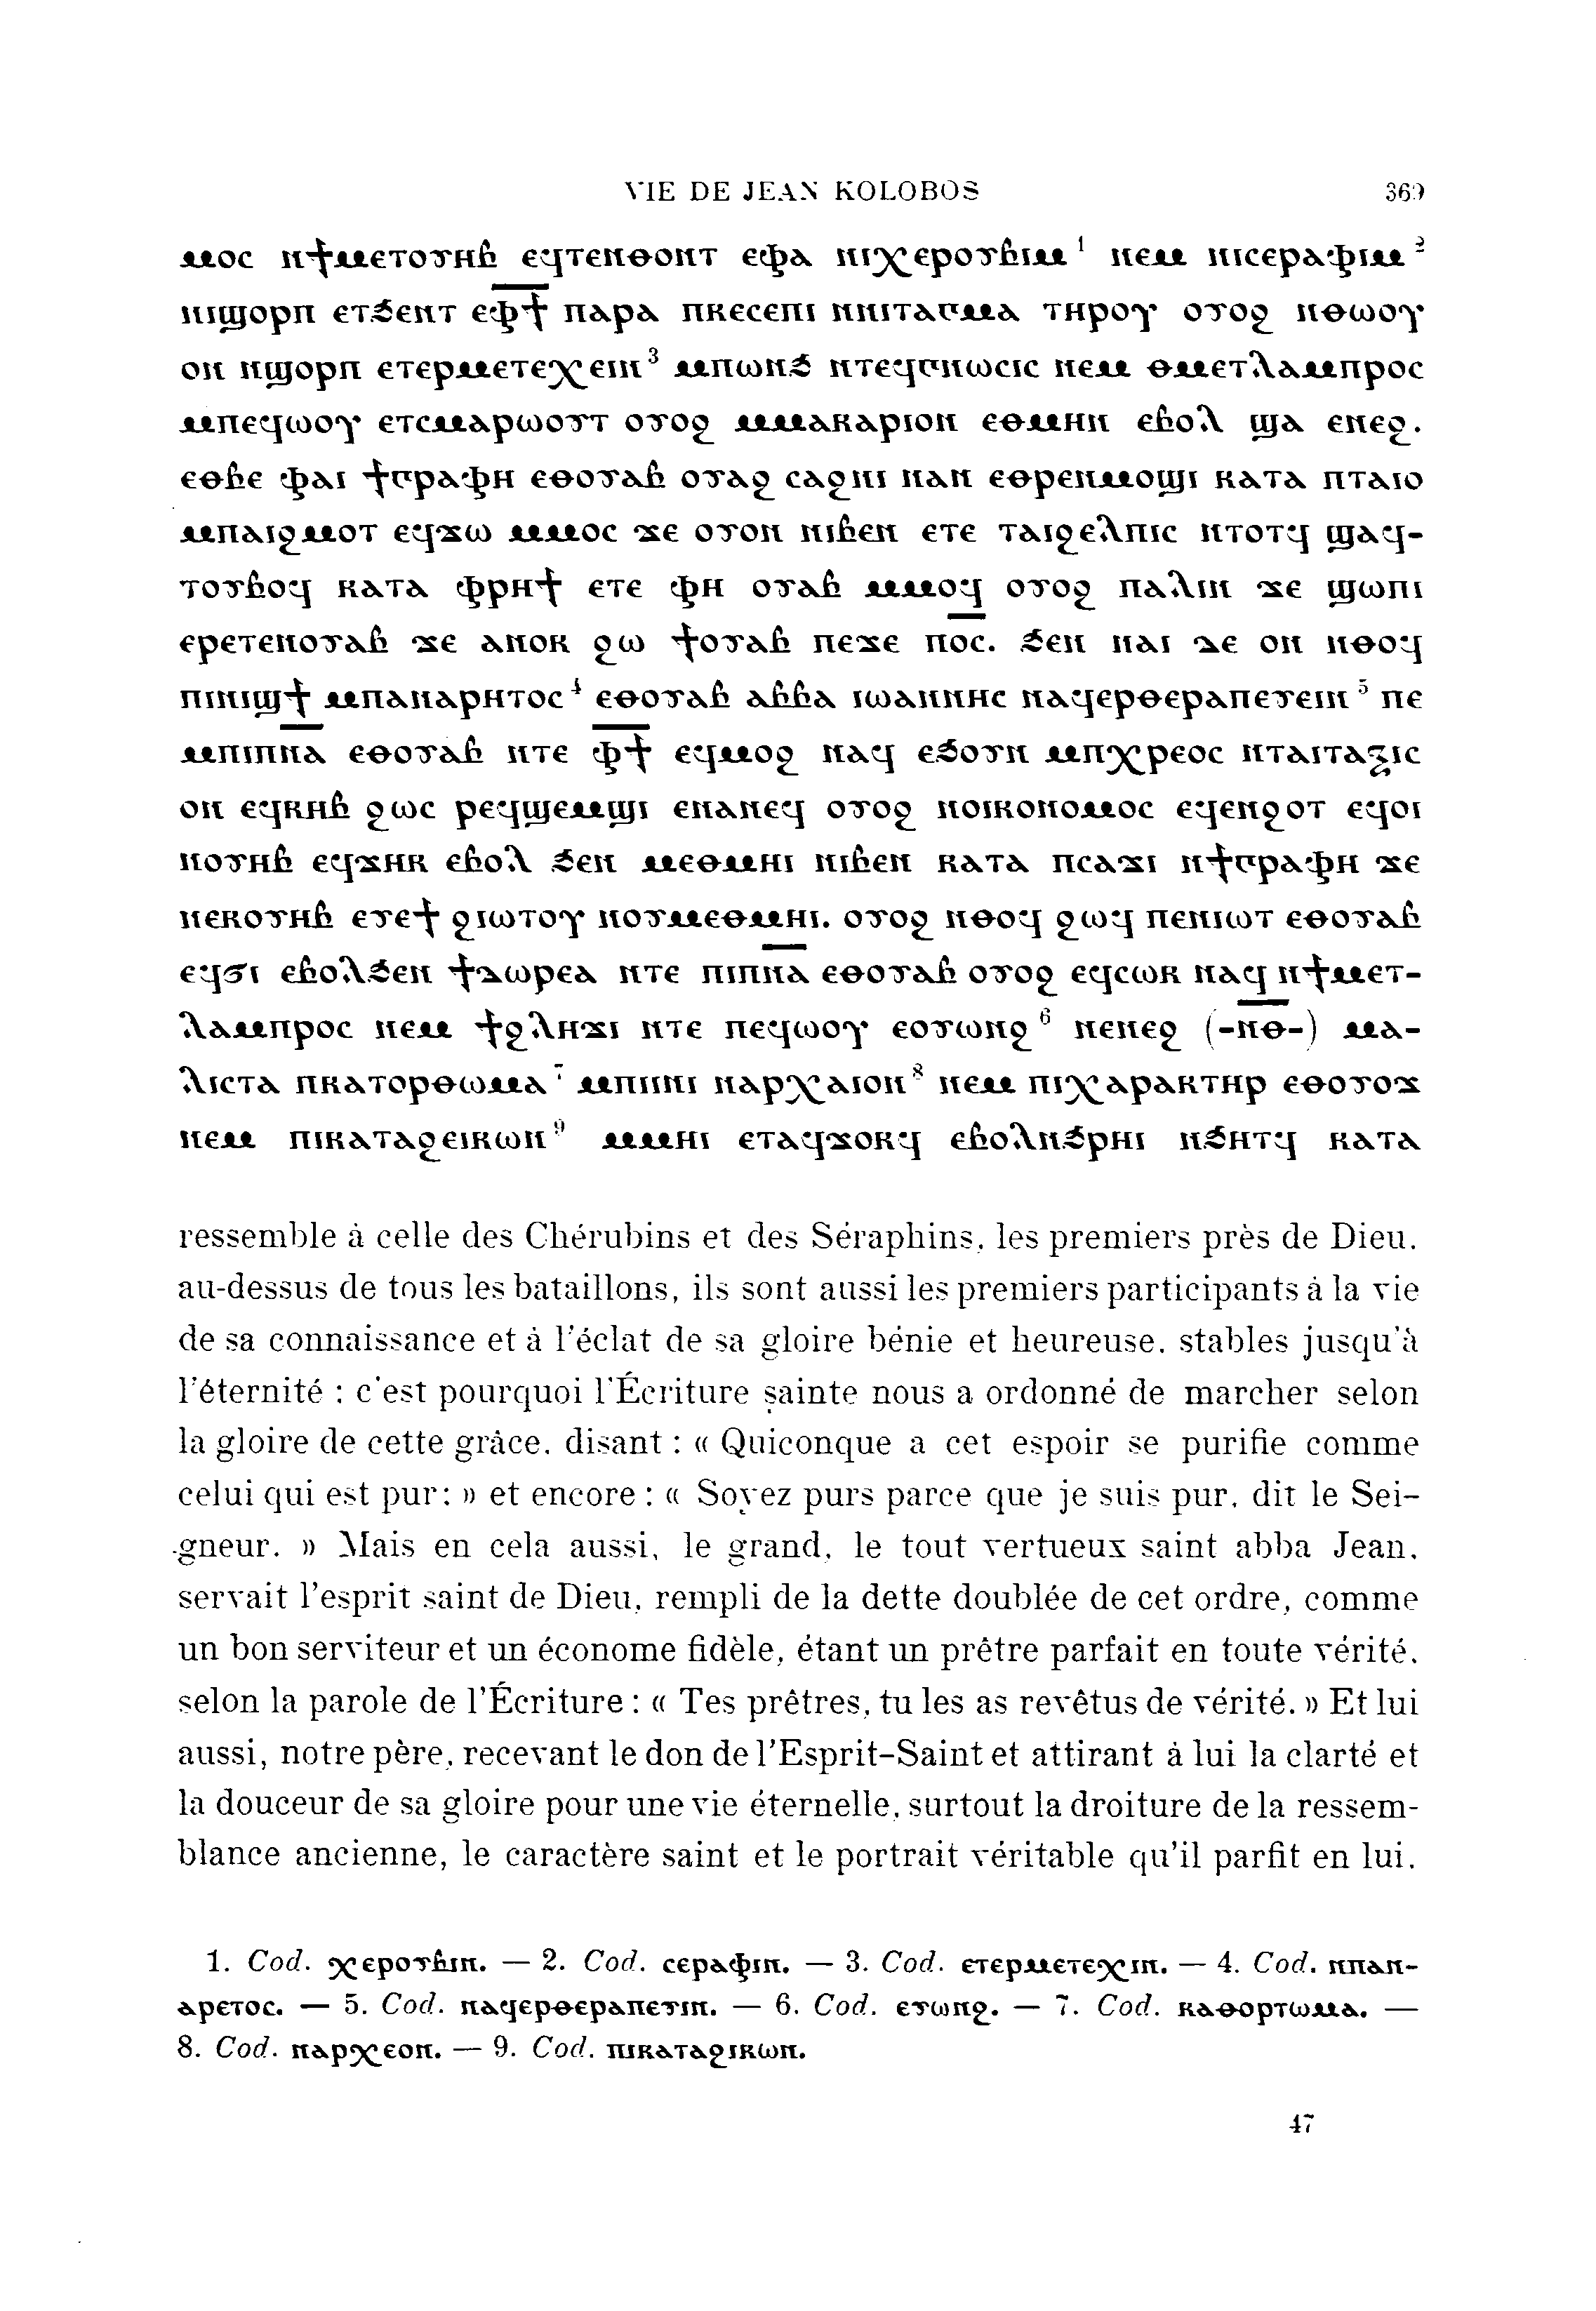 VIE DE JEAN KOLOBOS 369
ⲙⲟⲥ ⲛϯⲙⲉⲧⲟⲩⲏⲃ ⲉϥⲧⲉⲛⲑⲟⲛⲧ ⲉⲫⲁ ⲛⲓⲭⲉⲣⲟⲩⲃⲓⲙ ¹ ⲛⲉⲙ ⲛⲓⲥⲉⲣⲁⲫⲓⲙ ²
ⲛⲓϣⲟⲣⲡ ⲉⲧϧⲉⲛⲧ ⲉⲫ̅ϯ̅ ⲡⲁⲣⲁ ⲡⲕⲉⲥⲉⲡⲓ ⲛⲛⲓⲧⲁⲅⲙⲁ ⲧⲏⲣⲟⲩ ⲟⲩⲟϩ ⲛⲑⲱⲟⲩ
ⲟⲛ ⲛϣⲟⲣⲡ ⲉⲧⲉⲣⲙⲉⲧⲉⲭⲉⲓⲛ ³ ⲙⲡⲱⲛϧ ⲛⲧⲉϥⲅⲛⲱⲥⲓⲥ ⲛⲉⲙ ⲑⲙⲉⲧⲗⲁⲙⲡⲣⲟⲥ
ⲙⲡⲉϥⲱⲟⲩ ⲉⲧⲥⲙⲁⲣⲱⲟⲩⲧ ⲟⲩⲟϩ ⲙⲙⲁⲕⲁⲣⲓⲟⲛ ⲉⲑⲙⲏⲛ ⲉⲃⲟⲗ ϣⲁ ⲉⲛⲉϩ.
ⲉⲑⲃⲉ ⲫⲁⲓ ϯⲅⲣⲁⲫⲏ ⲉⲑⲟⲩⲁⲃ ⲟⲩⲁϩ ⲥⲁϩⲛⲓ ⲛⲁⲛ ⲉⲑⲣⲉⲛⲙⲟϣⲓ ⲕⲁⲧⲁ ⲡⲧⲁⲓⲟ
ⲙⲡⲁⲓϩⲙⲟⲧ ⲉϥϫⲱ ⲙⲙⲟⲥ ϫⲉ ⲟⲩⲟⲛ ⲛⲓⲃⲉⲛ ⲉⲧⲉ ⲧⲁⲓϩⲉⲗⲡⲓⲥ ⲛⲧⲟⲧϥ ϣⲁϥ-
ⲧⲟⲩⲃⲟϥ ⲕⲁⲧⲁ ⲫⲣⲏϯ ⲉⲧⲉ ⲫⲏ ⲟⲩⲁⲃ ⲙⲙⲟϥ ⲟⲩⲟϩ ⲡⲁⲗⲓⲛ ϫⲉ ϣⲱⲡⲓ
ⲉⲣⲉⲧⲉⲛⲟⲩⲁⲃ ϫⲉ ⲁⲛⲟⲕ ϩⲱ ϯⲟⲩⲁⲃ ⲡⲉϫⲉ ⲡⲟ̅ⲥ̅. ϧⲉⲛ ⲛⲁⲓ ⲇⲉ ⲟⲛ ⲛⲑⲟϥ
ⲡⲓⲛⲓϣϯ ⲙⲡⲁⲛⲁⲣⲏⲧⲟⲥ ⁴ ⲉⲑⲟⲩⲁⲃ ⲁⲃⲃⲁ ⲓⲱⲁⲛⲛⲏⲥ ⲛⲁϥⲉⲣⲑⲉⲣⲁⲡⲉⲩⲉⲓⲛ ⁵ ⲡⲉ
ⲙⲡⲓⲡ̅ⲛ̅ⲁ̅ ⲉⲑⲟⲩⲁⲃ ⲛⲧⲉ ⲫ̅ϯ̅ ⲉϥⲙⲟϩ ⲛⲁϥ ⲉϧⲟⲩⲛ ⲙⲡⲭⲣⲉⲟⲥ ⲛⲧⲁⲓⲧⲁⲝⲓⲥ
ⲟⲛ ⲉϥⲕⲏⲃ ϩⲱⲥ ⲣⲉϥϣⲉⲙϣⲓ ⲉⲛⲁⲛⲉϥ ⲟⲩⲟϩ ⲛⲟⲓⲕⲟⲛⲟⲙⲟⲥ ⲉϥⲉⲛϩⲟⲧ ⲉϥⲟⲓ
ⲛⲟⲩⲏⲃ ⲉϥϫⲏⲕ ⲉⲃⲟⲗ ϧⲉⲛ ⲙⲉⲑⲙⲏⲓ ⲛⲓⲃⲉⲛ ⲕⲁⲧⲁ ⲡⲥⲁϫⲓ ⲛϯⲅⲣⲁⲫⲏ ϫⲉ
ⲛⲉⲕⲟⲩⲏⲃ ⲉⲩⲉϯ ϩⲓⲱⲧⲟⲩ ⲛⲟⲩⲙⲉⲑⲙⲏⲓ. ⲟⲩⲟϩ ⲛⲑⲟϥ ϩⲱϥ ⲡⲉⲛⲓⲱⲧ ⲉⲑⲟⲩⲁⲃ
ⲉϥϭⲓ ⲉⲃⲟⲗϧⲉⲛ ϯⲇⲱⲣⲉⲁ ⲛⲧⲉ ⲡⲓⲡ̅ⲛ̅ⲁ̅ ⲉⲑⲟⲩⲁⲃ ⲟⲩⲟϩ ⲉϥⲥⲱⲕ ⲛⲁϥ ⲛϯⲙⲉⲧ-
ⲗⲁⲙⲡⲣⲟⲥ ⲛⲉⲙ ϯϩⲗⲏϫⲓ ⲛⲧⲉ ⲡⲉϥⲱⲟⲩ ⲉⲟⲩⲱⲛϩ ⁶ ⲛⲉⲛⲉϩ (-ⲛ̅ⲑ̅-) ⲙⲁ-
ⲗⲓⲥⲧⲁ ⲡⲕⲁⲧⲟⲣⲑⲱⲙⲁ ⁷ ⲙⲡⲓⲛⲓ ⲛⲁⲣⲭⲁⲓⲟⲛ ⁸ ⲛⲉⲙ ⲡⲓⲭⲁⲣⲁⲕⲧⲏⲣ ⲉⲑⲟⲩⲟϫ
ⲛⲉⲙ ⲡⲓⲕⲁⲧⲁϩⲉⲓⲕⲱⲛ ⁹ ⲙⲙⲏⲓ ⲉⲧⲁϥϫⲟⲕϥ ⲉⲃⲟⲗⲛϧⲣⲏⲓ ⲛϧⲏⲧϥ ⲕⲁⲧⲁ
ressemble à celle des Chérubins et des Séraphins, les premiers près de Dieu,
au-dessus de tous les bataillons, ils sont aussi les premiers participants à la vie
de sa connaissance et à l'éclat de sa gloire bénie et heureuse, stables jusqu'à
l'éternité ; c'est pourquoi l'Écriture sainte nous a ordonné de marcher selon
la gloire de cette grâce, disant : « Quiconque a cet espoir se purifie comme
celui qui est pur; » et encore : « Soyez purs parce que je suis pur, dit le Sei-
gneur. » Mais en cela aussi, le grand, le tout vertueux saint abba Jean,
servait l'esprit saint de Dieu, rempli de la dette doublée de cet ordre, comme
un bon serviteur et un économe fidèle, étant un prêtre parfait en toute vérité,
selon la parole de l'Écriture : « Tes prêtres, tu les as revêtus de vérité. » Et lui
aussi, notre père, recevant le don de l'Esprit-Saint et attirant à lui la clarté et
la douceur de sa gloire pour une vie éternelle, surtout la droiture de la ressem-
blance ancienne, le caractère saint et le portrait véritable qu'il parfit en lui,
1. Cod. ⲭⲉⲣⲟⲩⲃⲓⲛ. — 2. Cod. ⲥⲉⲣⲁⲫⲓⲛ. — 3. Cod. ⲉⲧⲉⲣⲙⲉⲧⲉⲭⲓⲛ. — 4. Cod. ⲛⲡⲁⲛ-
ⲁⲣⲉⲧⲟⲥ. — 5. Cod. ⲛⲁϥⲉⲣⲑⲉⲣⲁⲡⲉⲩⲓⲛ. — 6. Cod. ⲉⲩⲱⲛϩ. — 7. Cod. ⲕⲁⲑⲟⲣⲧⲱⲙⲁ. —
8. Cod. ⲛⲁⲣⲭⲉⲟⲛ. — 9. Cod. ⲡⲓⲕⲁⲧⲁϩⲓⲕⲱⲛ.
47